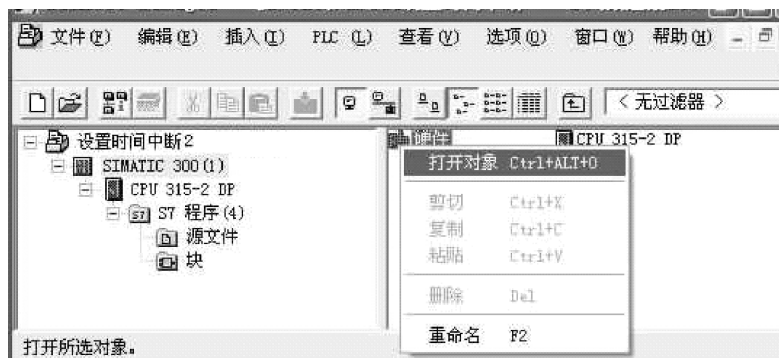 文件(F) 编辑(E) 插入(I) PLC (L) 查看(V) 选项(O) 窗口(W) 帮助(H)
< 无过滤器 >
设置时间中断2
SIMATIC 300(1)
CPU 315-2 DP
S7 程序(4)
源文件
块
硬件 CPU 315-2 DP
打开对象 Ctrl+ALT+O
剪切 Ctrl+X
复制 Ctrl+C
粘贴 Ctrl+V
删除 Del
重命名 F2
打开所选对象。